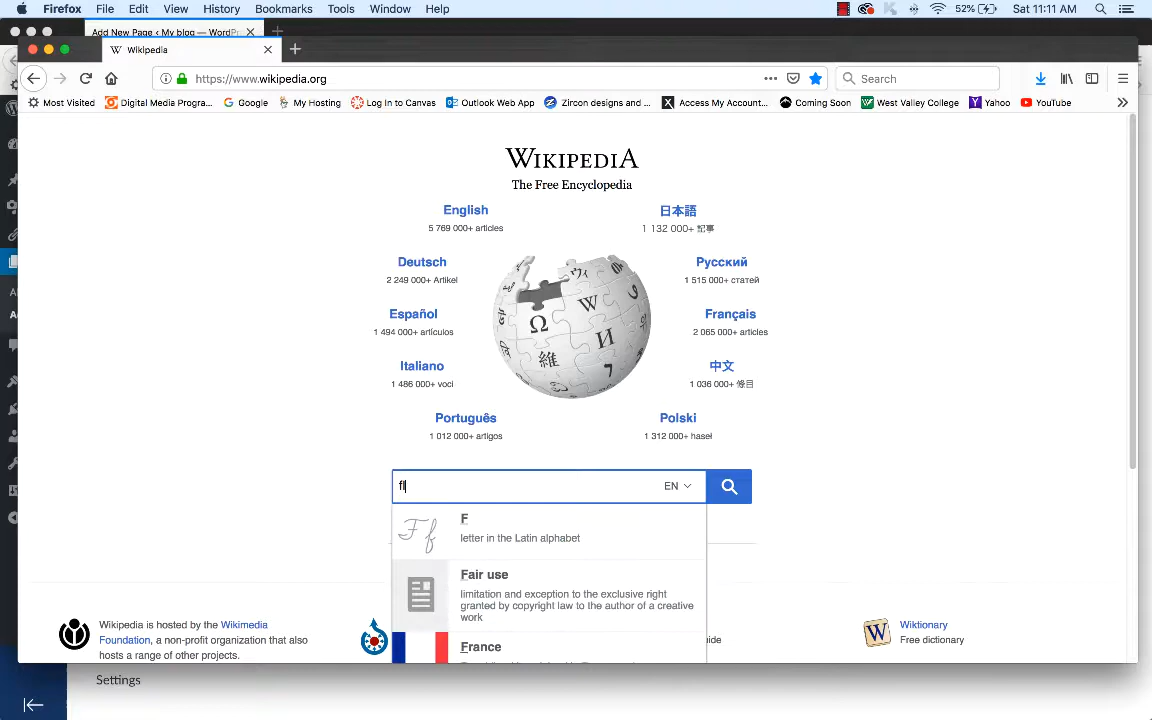 Firefox File Edit View History Bookmarks Tools Window Help 52% Sat 11:11 AM
Add New Page ‹ My blog — WordPr
Wikipedia
https://www.wikipedia.org Search
Most Visited Digital Media Progra... Google My Hosting Log In to Canvas Outlook Web App Zircon designs and ... Access My Account... Coming Soon West Valley College Yahoo YouTube
WIKIPEDIA
The Free Encyclopedia
English 日本語
5 769 000+ articles 1 132 000+ 記事
Deutsch Русский
2 249 000+ Artikel 1 515 000+ статей
Español Français
1 494 000+ artículos 2 065 000+ articles
Italiano 中文
1 486 000+ voci 1 036 000+ 條目
Português Polski
1 012 000+ artigos 1 312 000+ haseł
fl EN
F
letter in the Latin alphabet
Fair use
limitation and exception to the exclusive right
granted by copyright law to the author of a creative
work
France
Wikipedia is hosted by the Wikimedia
Foundation, a non-profit organization that also
hosts a range of other projects.
uide
Wiktionary
Free dictionary
Settings